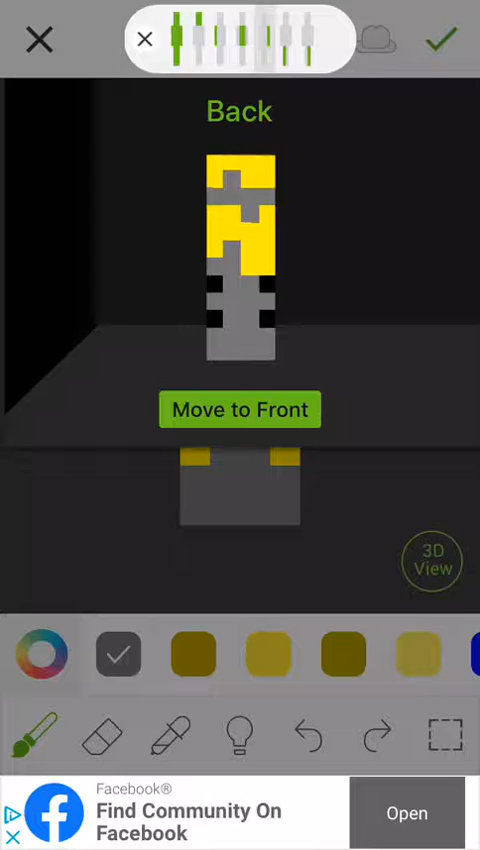 Back
Move to Front
3D
View
Facebook®
Find Community On
Facebook
Open